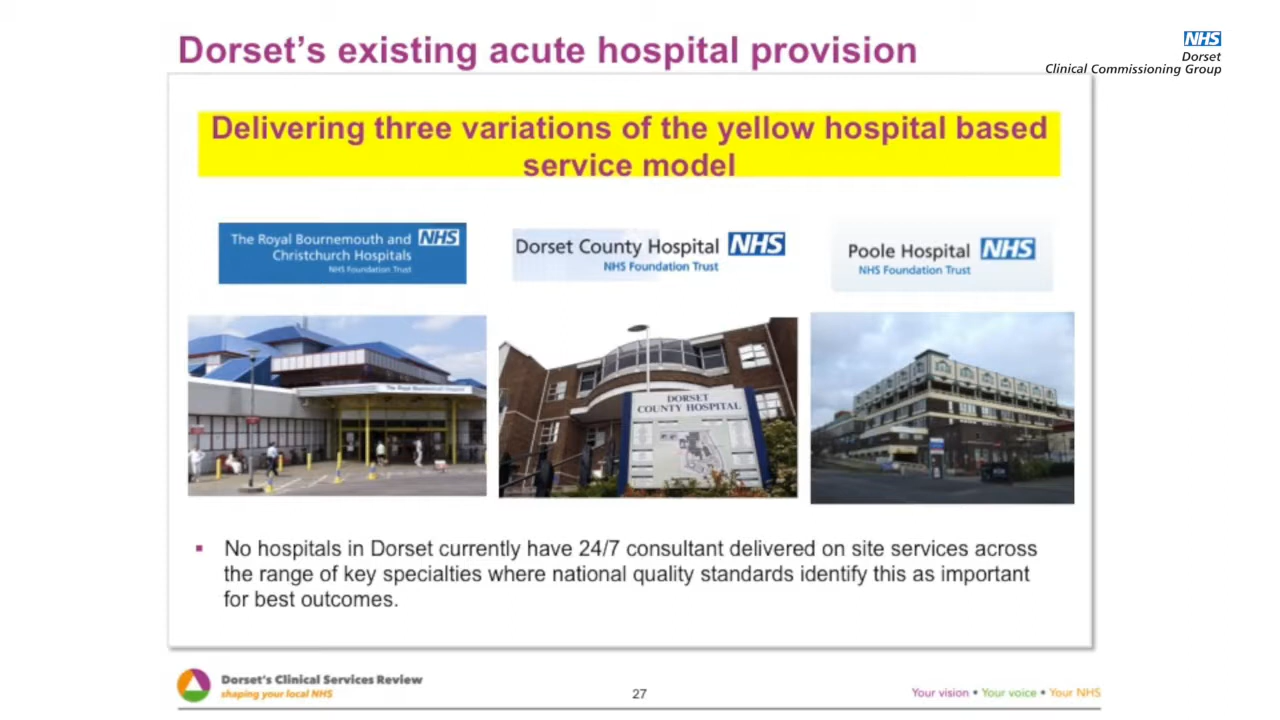 Dorset's existing acute hospital provision
NHS
Dorset
Clinical Commissioning Group
Delivering three variations of the yellow hospital based
service model
The Royal Bournemouth and NHS
Christchurch Hospitals
NHS Foundation Trust
Dorset County Hospital NHS
NHS Foundation Trust
Poole Hospital NHS
NHS Foundation Trust
The Royal Bournemouth Hospital
DORSET
COUNTY HOSPITAL
▪ No hospitals in Dorset currently have 24/7 consultant delivered on site services across
the range of key specialties where national quality standards identify this as important
for best outcomes.
Dorset's Clinical Services Review
shaping your local NHS
27
Your vision • Your voice • Your NHS